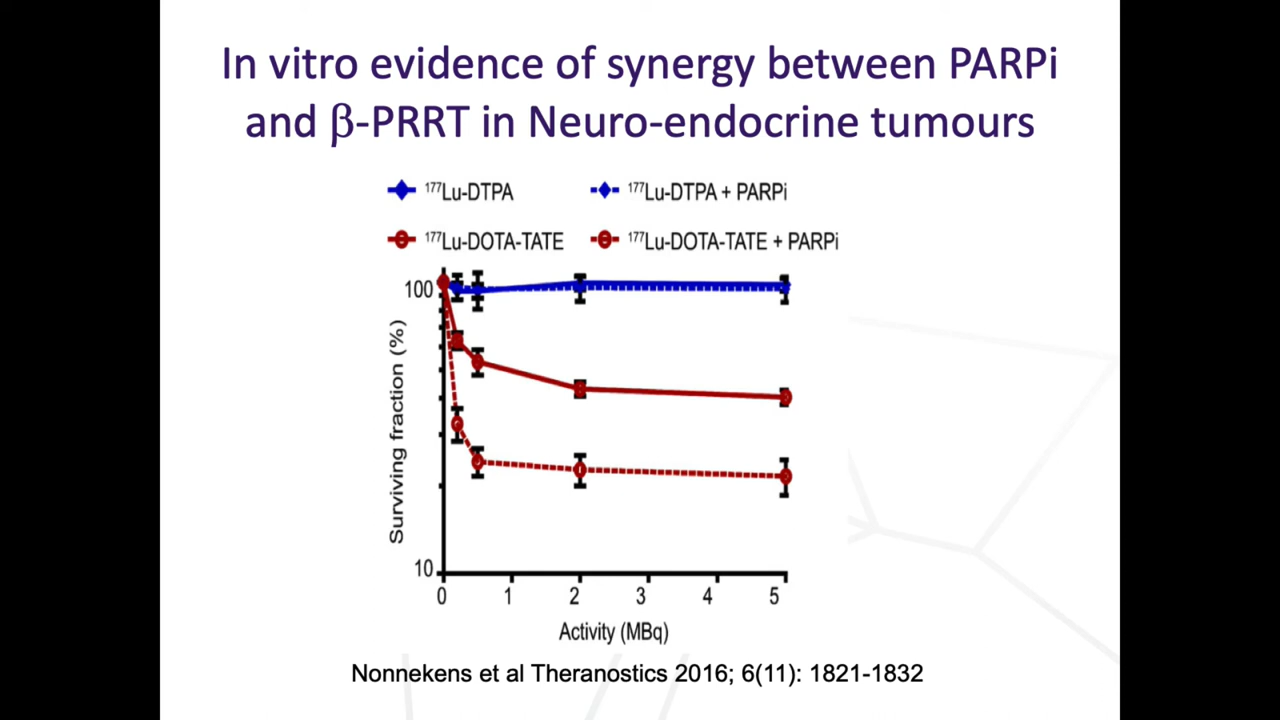 In vitro evidence of synergy between PARPi
and β-PRRT in Neuro-endocrine tumours
¹⁷⁷Lu-DTPA
¹⁷⁷Lu-DTPA + PARPi
¹⁷⁷Lu-DOTA-TATE
¹⁷⁷Lu-DOTA-TATE + PARPi
100
Surviving fraction (%)
10
0 1 2 3 4 5
Activity (MBq)
Nonnekens et al Theranostics 2016; 6(11): 1821-1832